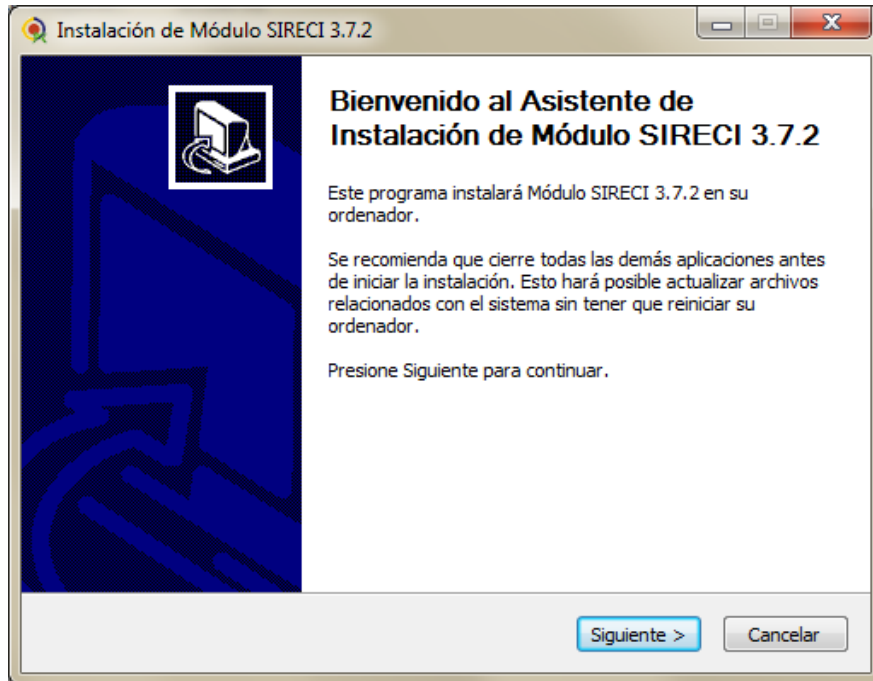 Instalación de Módulo SIRECI 3.7.2
Bienvenido al Asistente de
Instalación de Módulo SIRECI 3.7.2
Este programa instalará Módulo SIRECI 3.7.2 en su
ordenador.
Se recomienda que cierre todas las demás aplicaciones antes
de iniciar la instalación. Esto hará posible actualizar archivos
relacionados con el sistema sin tener que reiniciar su
ordenador.
Presione Siguiente para continuar.
Siguiente >
Cancelar